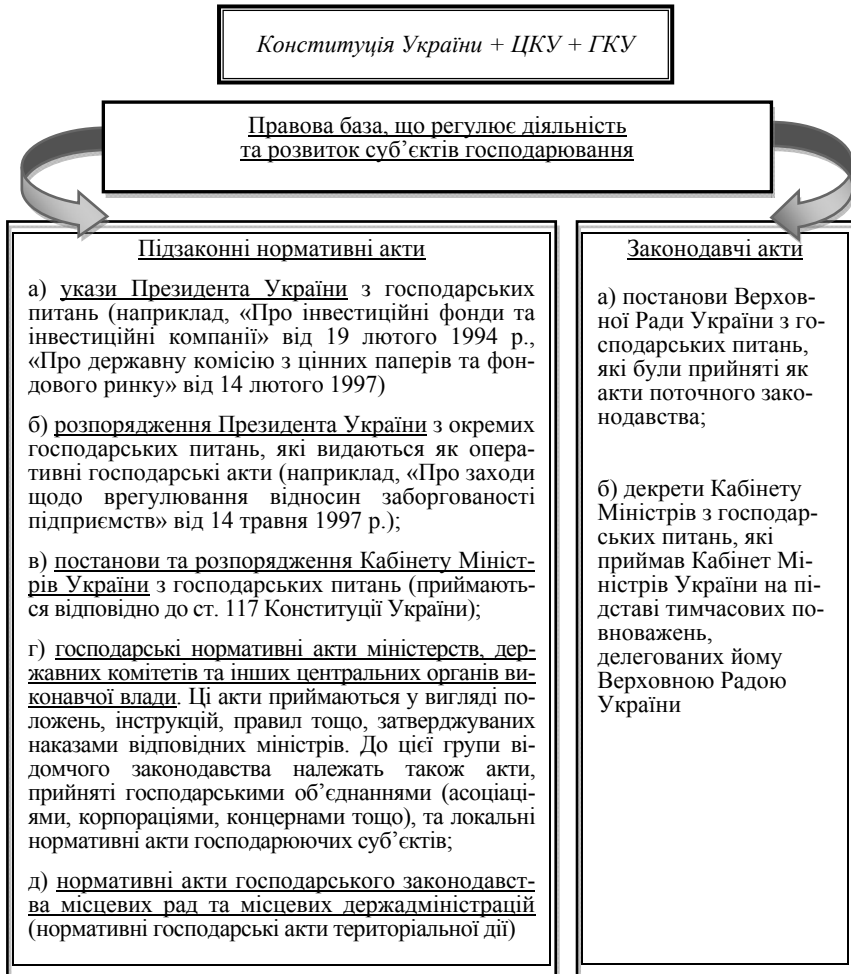 Конституція України + ЦКУ + ГКУ
Правова база, що регулює діяльність
та розвиток суб’єктів господарювання
Підзаконні нормативні акти
а) укази Президента України з господарських
питань (наприклад, «Про інвестиційні фонди та
інвестиційні компанії» від 19 лютого 1994 р.,
«Про державну комісію з цінних паперів та фон-
дового ринку» від 14 лютого 1997)
б) розпорядження Президента України з окремих
господарських питань, які видаються як опера-
тивні господарські акти (наприклад, «Про заходи
щодо врегулювання відносин заборгованості
підприємств» від 14 травня 1997 р.);
в) постанови та розпорядження Кабінету Мініст-
рів України з господарських питань (приймають-
ся відповідно до ст. 117 Конституції України);
г) господарські нормативні акти міністерств, дер-
жавних комітетів та інших центральних органів ви-
конавчої влади. Ці акти приймаються у вигляді по-
ложень, інструкцій, правил тощо, затверджуваних
наказами відповідних міністрів. До цієї групи ві-
домчого законодавства належать також акти,
прийняті господарськими об’єднаннями (асоціаці-
ями, корпораціями, концернами тощо), та локальні
нормативні акти господарюючих суб’єктів;
д) нормативні акти господарського законодавст-
ва місцевих рад та місцевих держадміністрацій
(нормативні господарські акти територіальної дії)
Законодавчі акти
а) постанови Верхов-
ної Ради України з го-
сподарських питань,
які були прийняті як
акти поточного зако-
нодавства;
б) декрети Кабінету
Міністрів з господар-
ських питань, які
приймав Кабінет Мі-
ністрів України на пі-
дставі тимчасових по-
вноважень,
делегованих йому
Верховною Радою
України